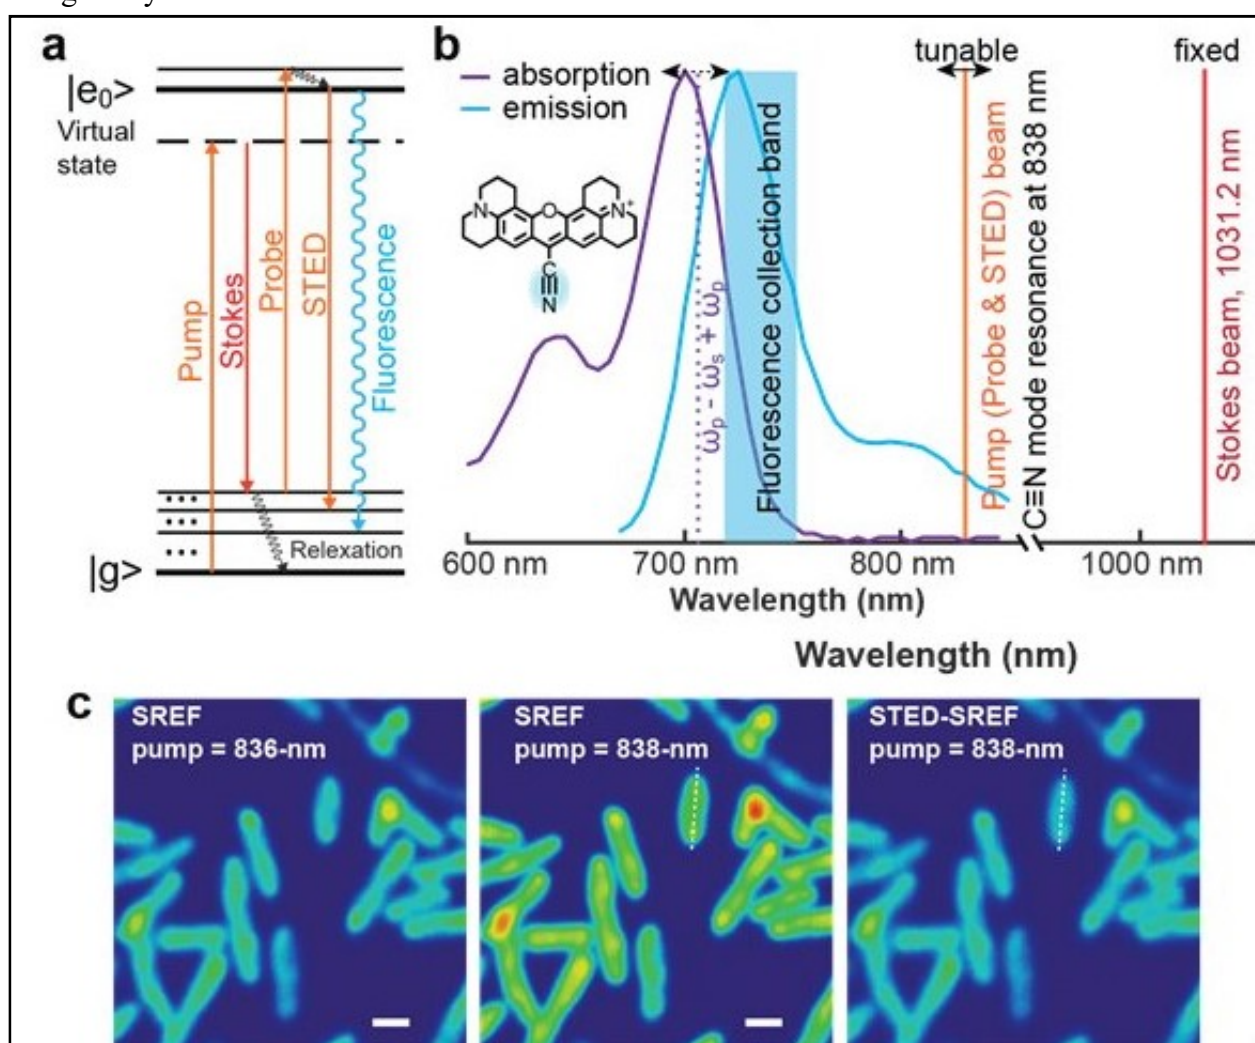 a
|e₀>
Virtual
state
Pump
Stokes
Probe
STED
Fluorescence
Relexation
|g>
b
absorption
emission
N
O
N⁺
C
N
ωp - ωs + ωp
Fluorescence collection band
tunable
Pump (Probe & STED) beam
C≡N mode resonance at 838 nm
fixed
Stokes beam, 1031.2 nm
600 nm
700 nm
800 nm
1000 nm
Wavelength (nm)
Wavelength (nm)
c
SREF
pump = 836-nm
SREF
pump = 838-nm
STED-SREF
pump = 838-nm